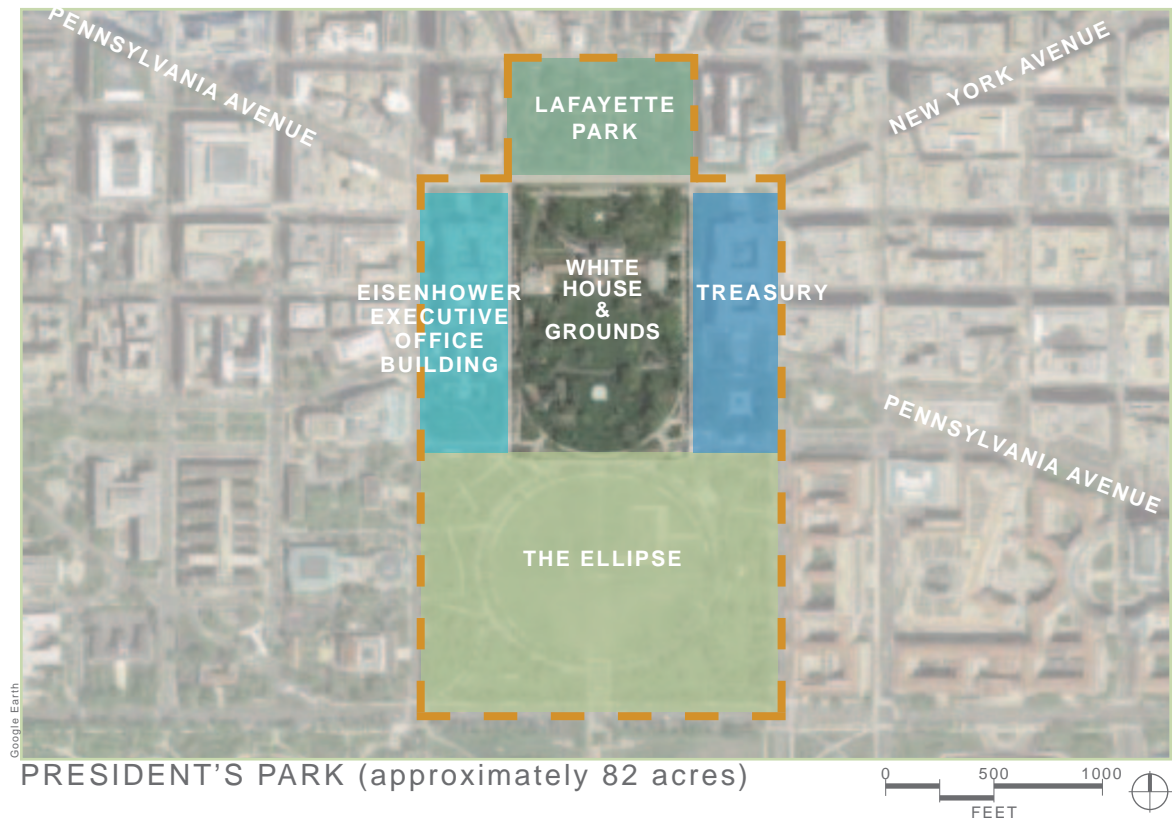 PENNSYLVANIA AVENUE
NEW YORK AVENUE
LAFAYETTE
PARK
WHITE
HOUSE
&
GROUNDS
EISENHOWER
EXECUTIVE
OFFICE
BUILDING
TREASURY
PENNSYLVANIA AVENUE
THE ELLIPSE
Google Earth
PRESIDENT’S PARK (approximately 82 acres)
0 500 1000
FEET